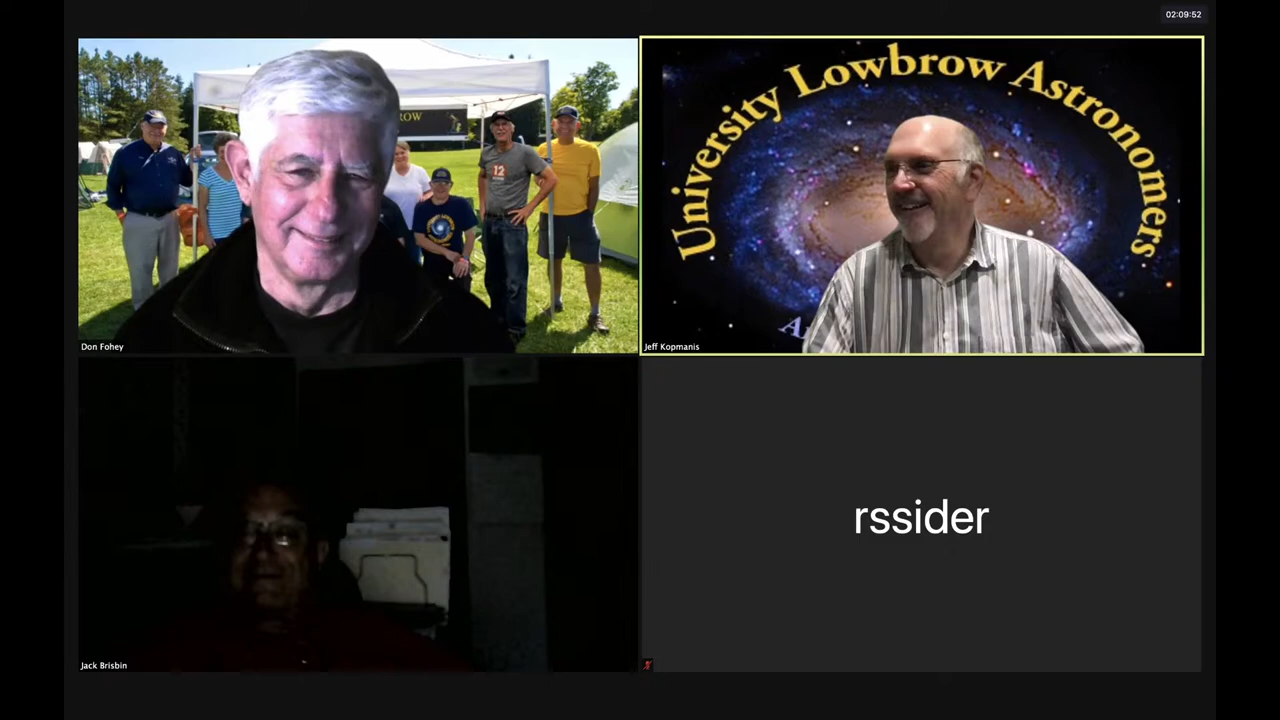 02:09:52
ROW
12
Don Fohey
University Lowbrow Astronomers
Jeff Kopmanis
Jack Brisbin
rssider